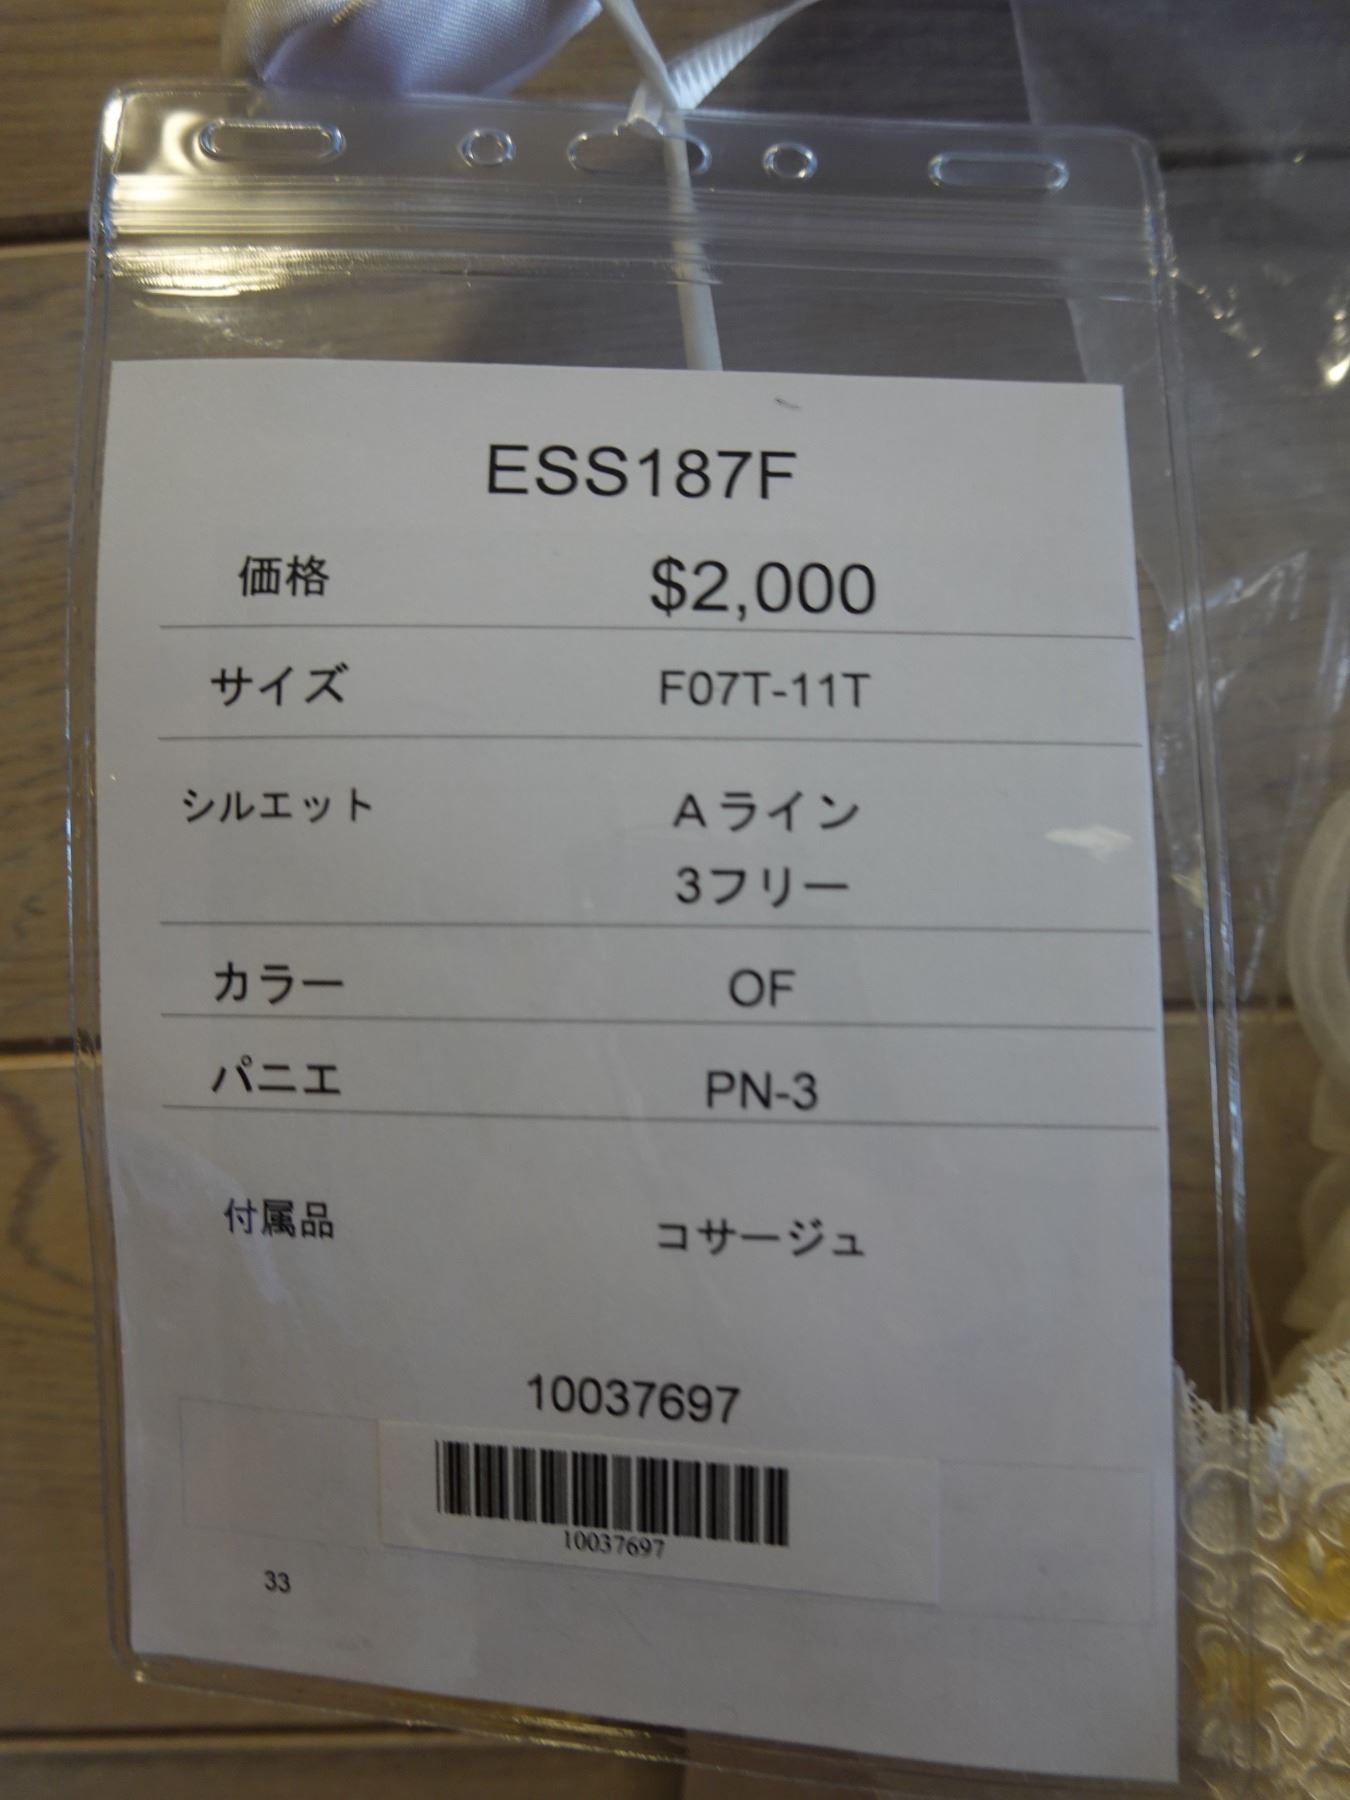 ESS187F
価格 $2,000
サイズ F07T-11T
シルエット Aライン
3フリー
カラー OF
パニエ PN-3
付属品 コサージュ
10037697
10037697
33